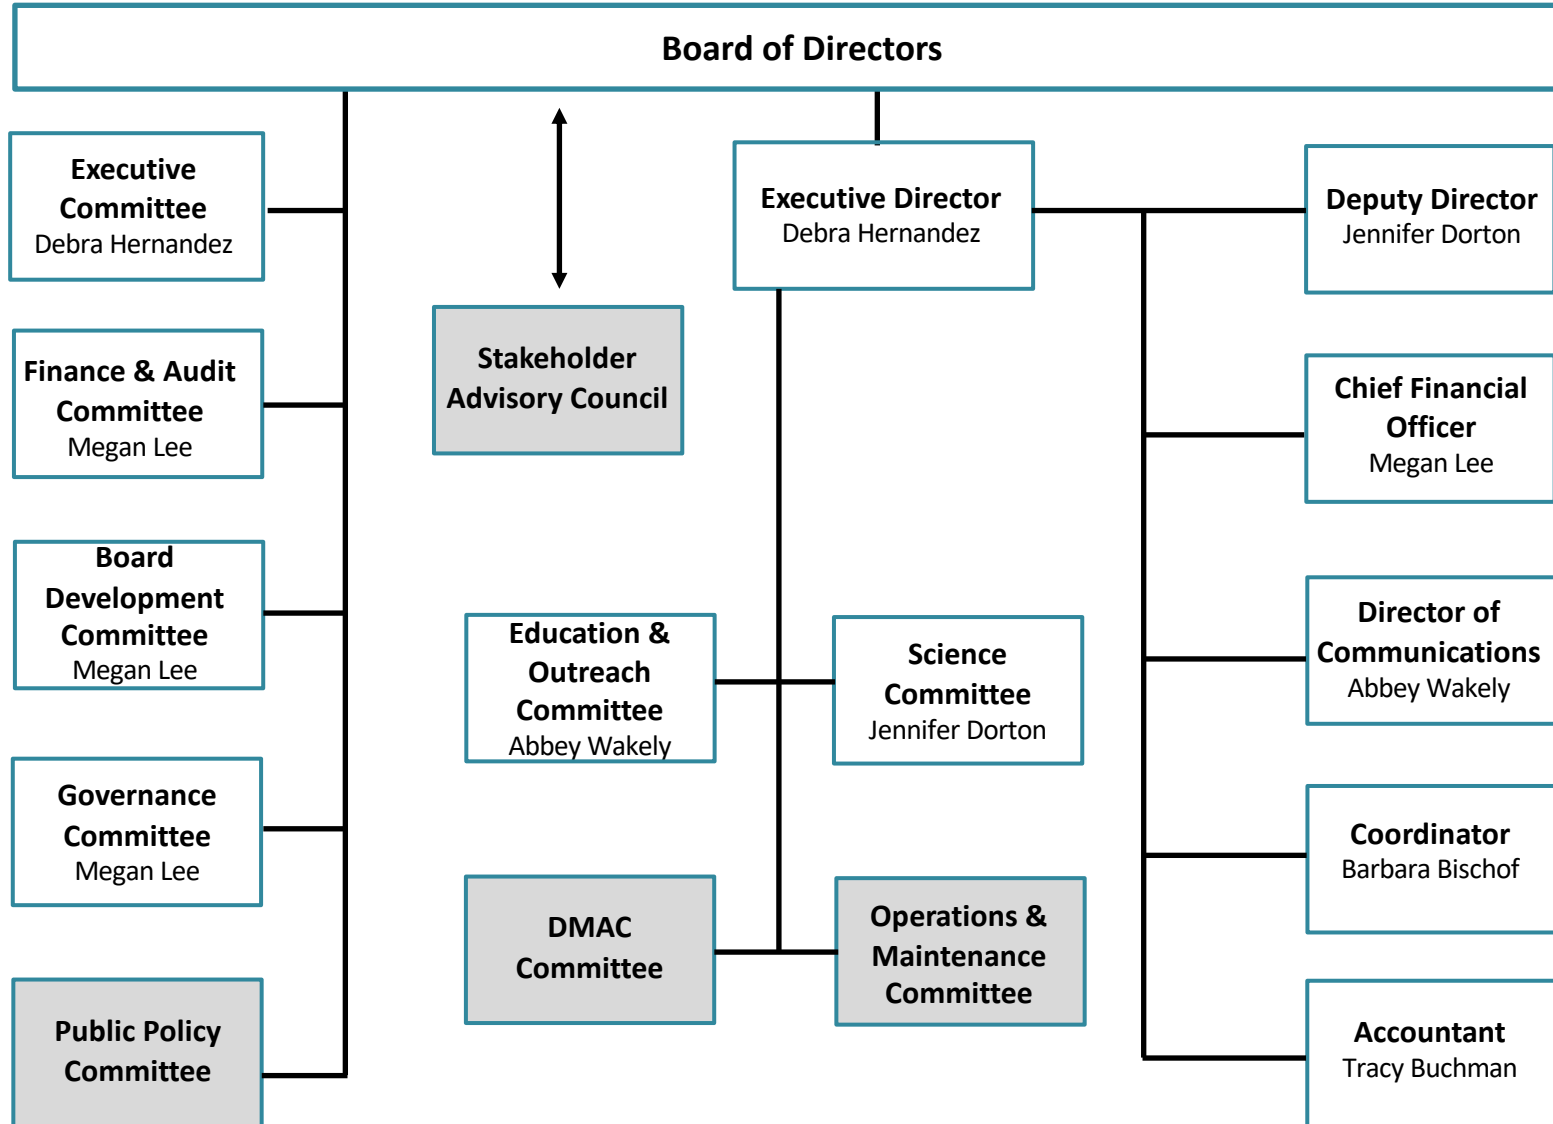 Board of Directors
Executive
Committee
Debra Hernandez
Executive Director
Debra Hernandez
Deputy Director
Jennifer Dorton
Finance & Audit
Committee
Megan Lee
Stakeholder
Advisory Council
Chief Financial
Officer
Megan Lee
Board
Development
Committee
Megan Lee
Education &
Outreach
Committee
Abbey Wakely
Science
Committee
Jennifer Dorton
Director of
Communications
Abbey Wakely
Governance
Committee
Megan Lee
DMAC
Committee
Operations &
Maintenance
Committee
Coordinator
Barbara Bischof
Public Policy
Committee
Accountant
Tracy Buchman